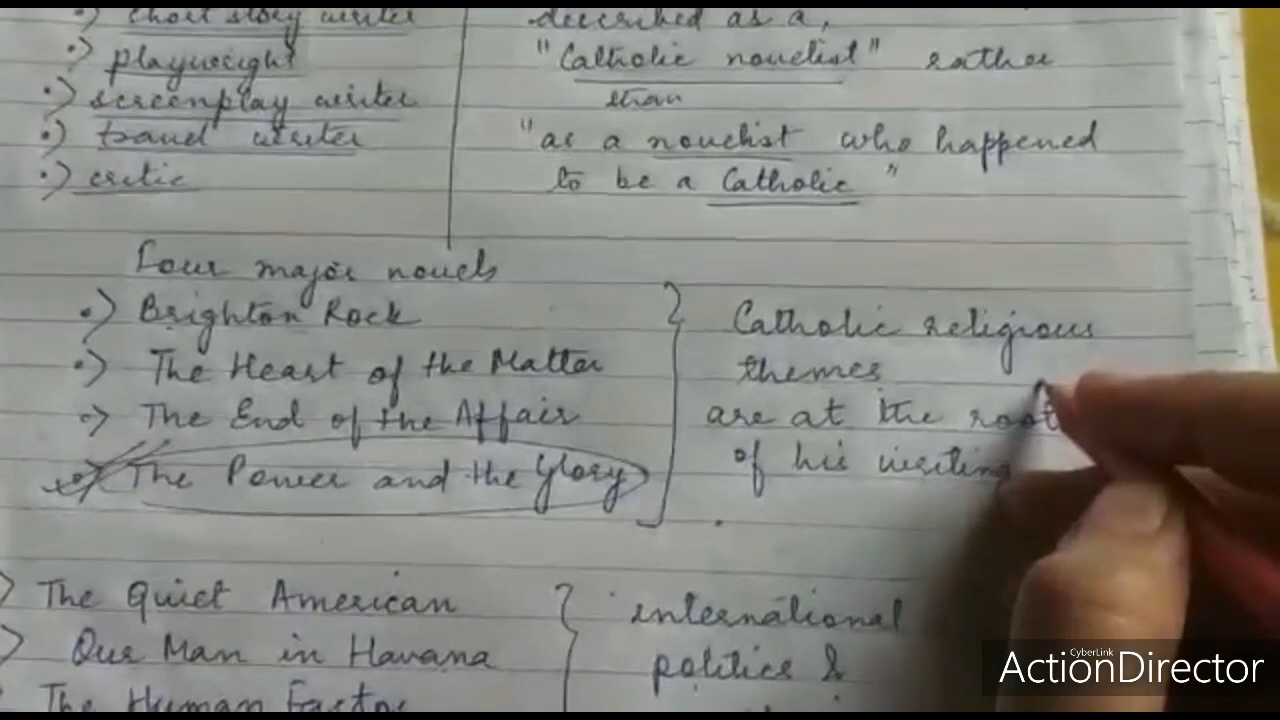 •) short story writer
•) playwright
•) screenplay writer
•) travel writer
•) critic
described as a,
"Catholic novelist" rather
than
"as a novelist who happened
to be a Catholic"
Four major novels
•) Brighton Rock
•) The Heart of the Matter
•) The End of the Affair
•) The Power and the Glory
Catholic religious
themes
are at the root
of his writing
The Quiet American
Our Man in Havana
The Human Factor
international
politics &
CyberLink
ActionDirector